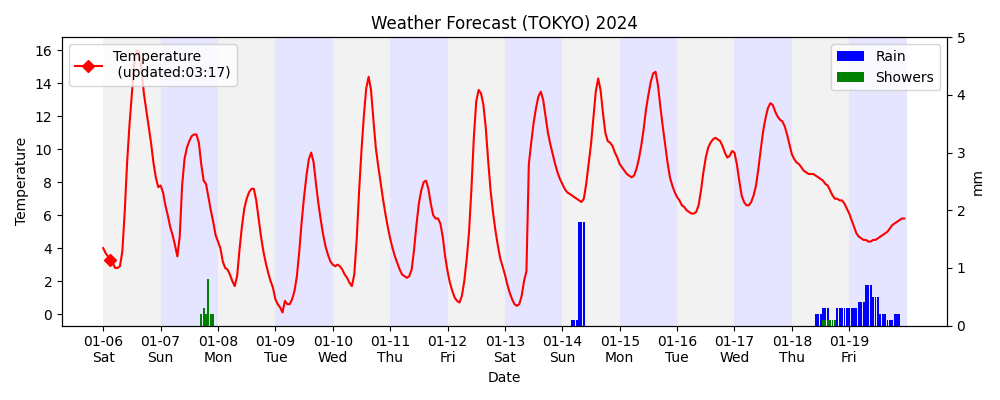 Weather Forecast (TOKYO) 2024
Temperature
(updated:03:17)
Rain
Showers
Temperature
16
14
12
10
8
6
4
2
0
5
4
3
2
1
0
mm
01-06 01-07 01-08 01-09 01-10 01-11 01-12 01-13 01-14 01-15 01-16 01-17 01-18 01-19
Sat Sun Mon Tue Wed Thu Fri Sat Sun Mon Tue Wed Thu Fri
Date